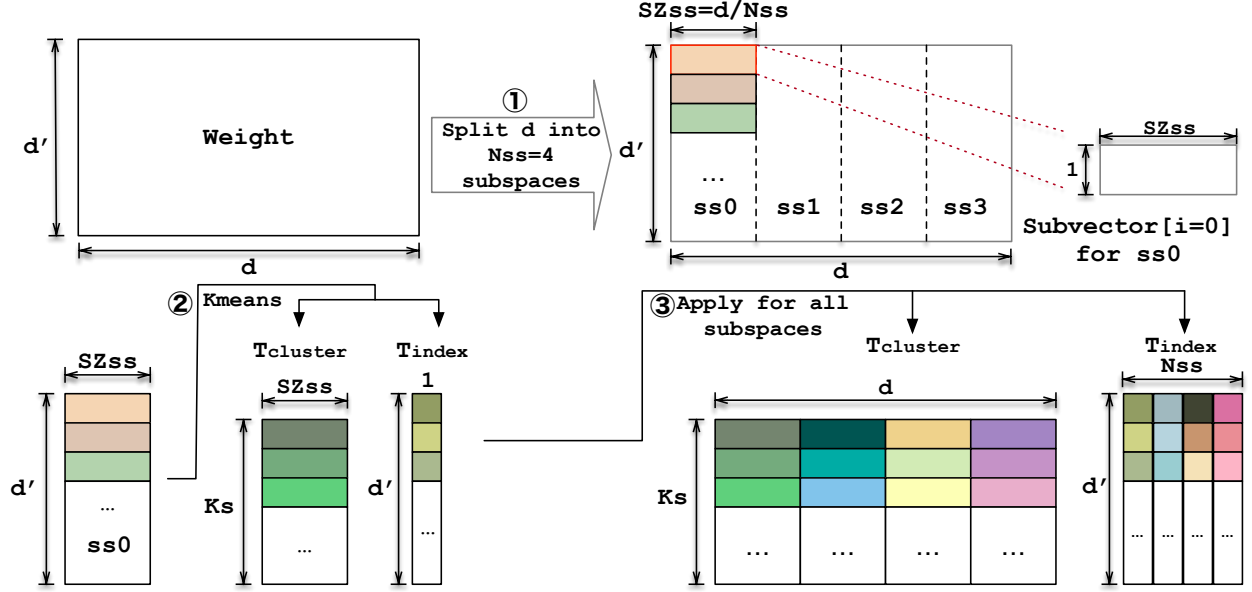 SZss=d/Nss
d'
Weight
d
①
Split d into
Nss=4
subspaces
d'
...
ss0
ss1
ss2
ss3
d
SZss
1
Subvector[i=0]
for ss0
②
Kmeans
SZss
d'
...
ss0
Tcluster
SZss
Ks
...
Tindex
1
d'
...
③
Apply for all
subspaces
Tcluster
d
Ks
...
...
...
...
Tindex
Nss
d'
...
...
...
...